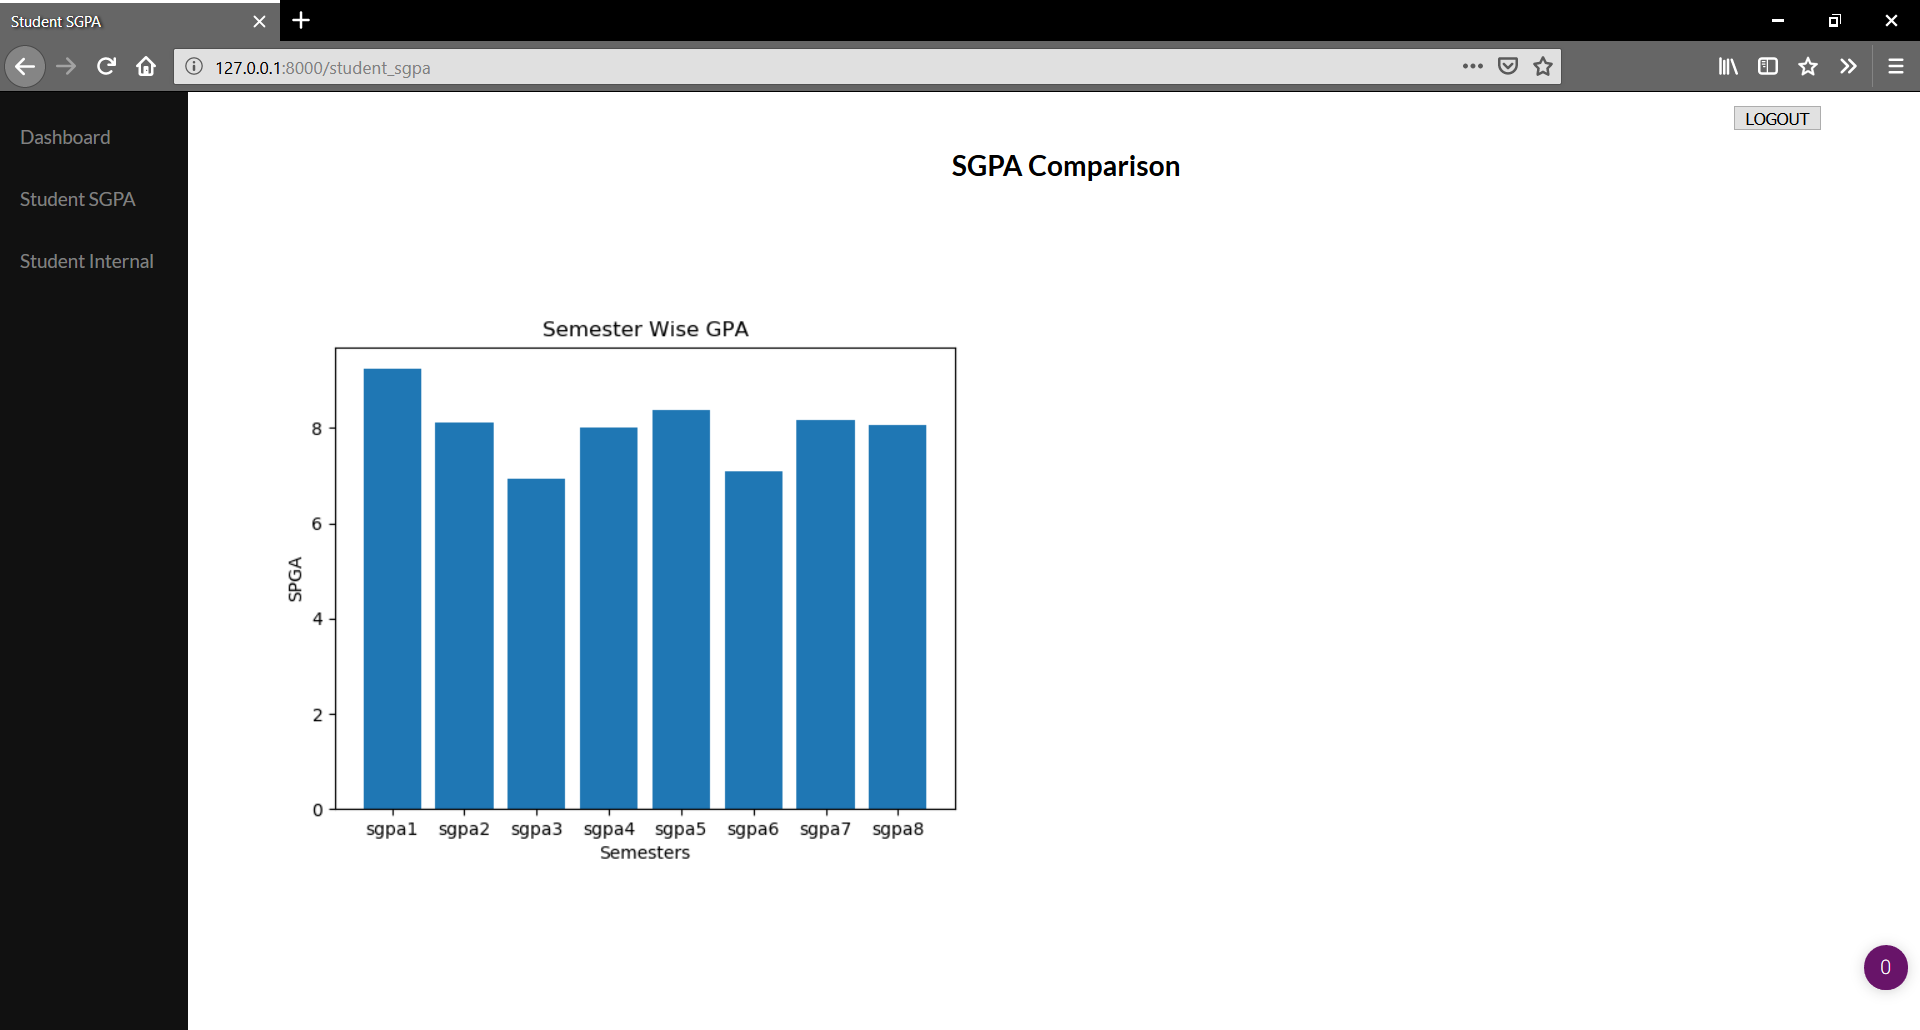 Student SGPA
127.0.0.1:8000/student_sgpa
Dashboard
Student SGPA
Student Internal
LOGOUT
SGPA Comparison
Semester Wise GPA
8
6
4
2
0
SPGA
sgpa1 sgpa2 sgpa3 sgpa4 sgpa5 sgpa6 sgpa7 sgpa8
Semesters
0